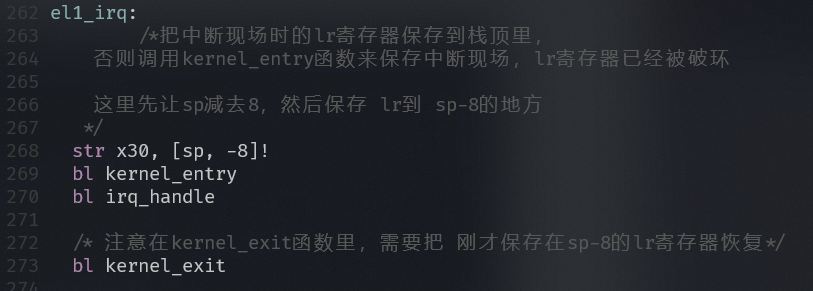 262 el1_irq:
263 /*把中断现场时的lr寄存器保存到栈顶里，
264 否则调用kernel_entry函数来保存中断现场，lr寄存器已经被破坏
265
266 这里先让sp减去8，然后保存 lr到 sp-8的地方
267 */
268 str x30, [sp, -8]!
269 bl kernel_entry
270 bl irq_handle
271
272 /* 注意在kernel_exit函数里，需要把 刚才保存在sp-8的lr寄存器恢复*/
273 bl kernel_exit
274